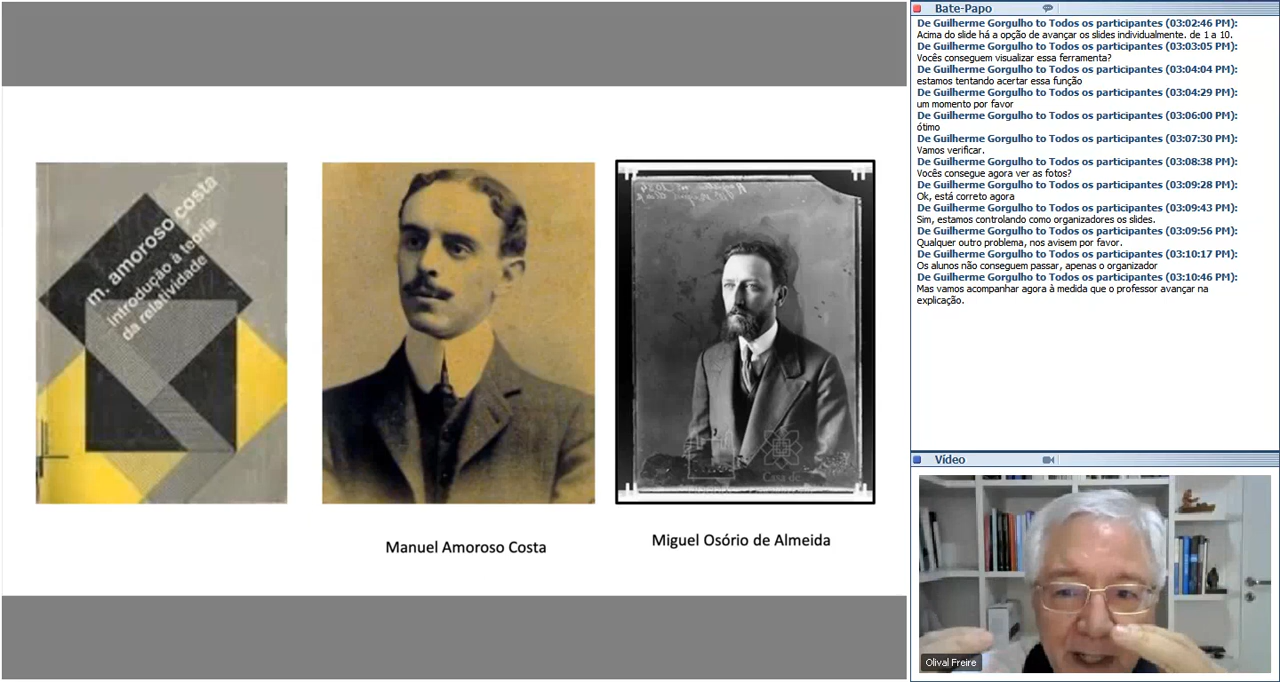 m. amoroso costa
introdução à teoria
da relatividade
Manuel Amoroso Costa
Casa de
Miguel Osório de Almeida
Bate-Papo
De Guilherme Gorgulho to Todos os participantes (03:02:46 PM):
Acima do slide há a opção de avançar os slides individualmente. de 1 a 10.
De Guilherme Gorgulho to Todos os participantes (03:03:05 PM):
Vocês conseguem visualizar essa ferramenta?
De Guilherme Gorgulho to Todos os participantes (03:04:04 PM):
estamos tentando acertar essa função
De Guilherme Gorgulho to Todos os participantes (03:04:29 PM):
um momento por favor
De Guilherme Gorgulho to Todos os participantes (03:06:00 PM):
ótimo
De Guilherme Gorgulho to Todos os participantes (03:07:30 PM):
Vamos verificar.
De Guilherme Gorgulho to Todos os participantes (03:08:38 PM):
Vocês consegue agora ver as fotos?
De Guilherme Gorgulho to Todos os participantes (03:09:28 PM):
Ok, está correto agora
De Guilherme Gorgulho to Todos os participantes (03:09:43 PM):
Sim, estamos controlando como organizadores os slides.
De Guilherme Gorgulho to Todos os participantes (03:09:56 PM):
Qualquer outro problema, nos avisem por favor.
De Guilherme Gorgulho to Todos os participantes (03:10:17 PM):
Os alunos não conseguem passar, apenas o organizador
De Guilherme Gorgulho to Todos os participantes (03:10:46 PM):
Mas vamos acompanhar agora à medida que o professor avançar na
explicação.
Vídeo
Olival Freire